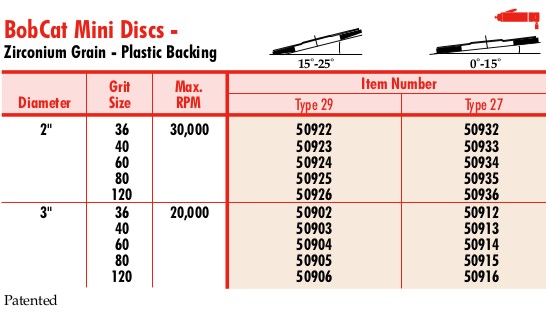 BobCat Mini Discs -
Zirconium Grain - Plastic Backing
15°-25° 0°-15°
Diameter Grit Size Max. RPM Item Number
Type 29 Type 27
2" 36 30,000 50922 50932
40 50923 50933
60 50924 50934
80 50925 50935
120 50926 50936
3" 36 20,000 50902 50912
40 50903 50913
60 50904 50914
80 50905 50915
120 50906 50916
Patented